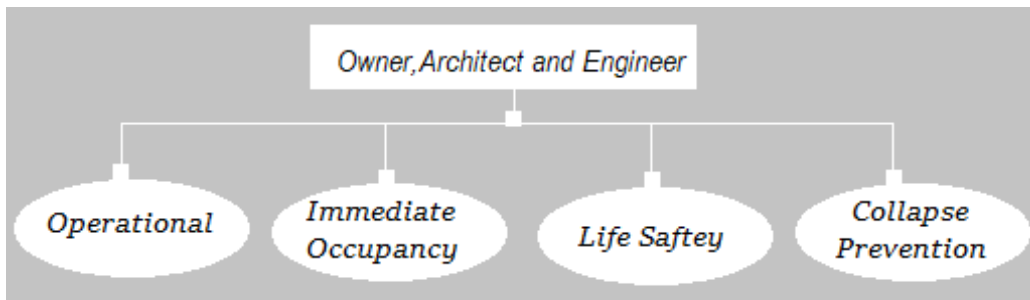 Owner,Architect and Engineer
Operational
Immediate
Occupancy
Life Saftey
Collapse
Prevention